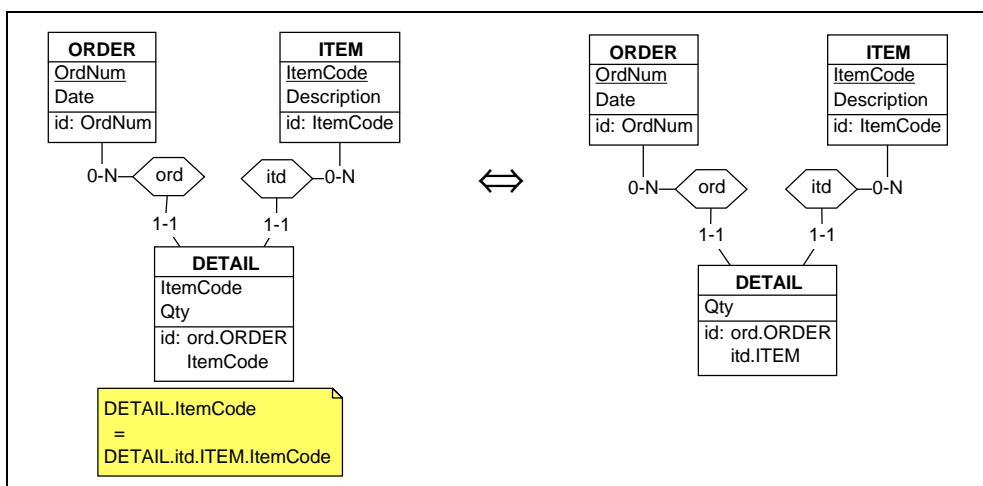 ORDER
OrdNum
Date
id: OrdNum
ITEM
ItemCode
Description
id: ItemCode
0-N
ord
itd
0-N
1-1
1-1
DETAIL
ItemCode
Qty
id: ord.ORDER
ItemCode
DETAIL.ItemCode
=
DETAIL.itd.ITEM.ItemCode
⇔
ORDER
OrdNum
Date
id: OrdNum
ITEM
ItemCode
Description
id: ItemCode
0-N
ord
itd
0-N
1-1
1-1
DETAIL
Qty
id: ord.ORDER
itd.ITEM